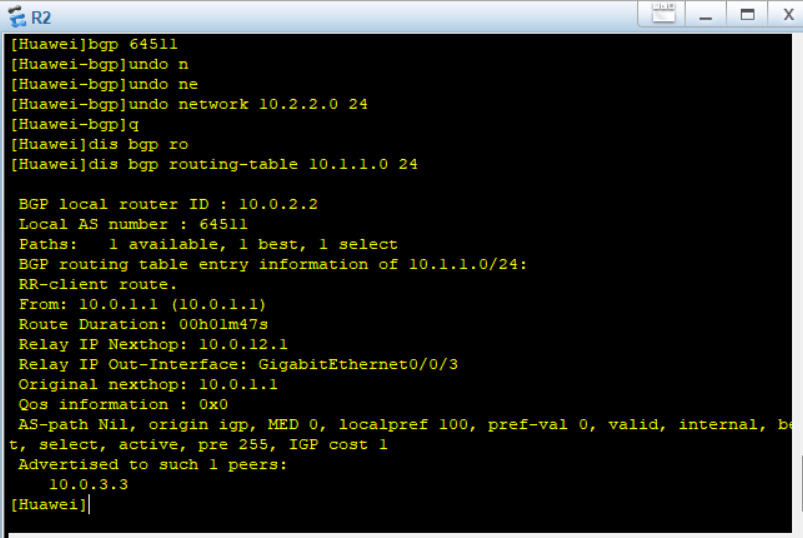 R2
[Huawei]bgp 64511
[Huawei-bgp]undo n
[Huawei-bgp]undo ne
[Huawei-bgp]undo network 10.2.2.0 24
[Huawei-bgp]q
[Huawei]dis bgp ro
[Huawei]dis bgp routing-table 10.1.1.0 24
BGP local router ID : 10.0.2.2
Local AS number : 64511
Paths:   1 available, 1 best, 1 select
BGP routing table entry information of 10.1.1.0/24:
RR-client route.
From: 10.0.1.1 (10.0.1.1)
Route Duration: 00h01m47s
Relay IP Nexthop: 10.0.12.1
Relay IP Out-Interface: GigabitEthernet0/0/3
Original nexthop: 10.0.1.1
Qos information : 0x0
AS-path Nil, origin igp, MED 0, localpref 100, pref-val 0, valid, internal, be
t, select, active, pre 255, IGP cost 1
Advertised to such 1 peers:
10.0.3.3
[Huawei]